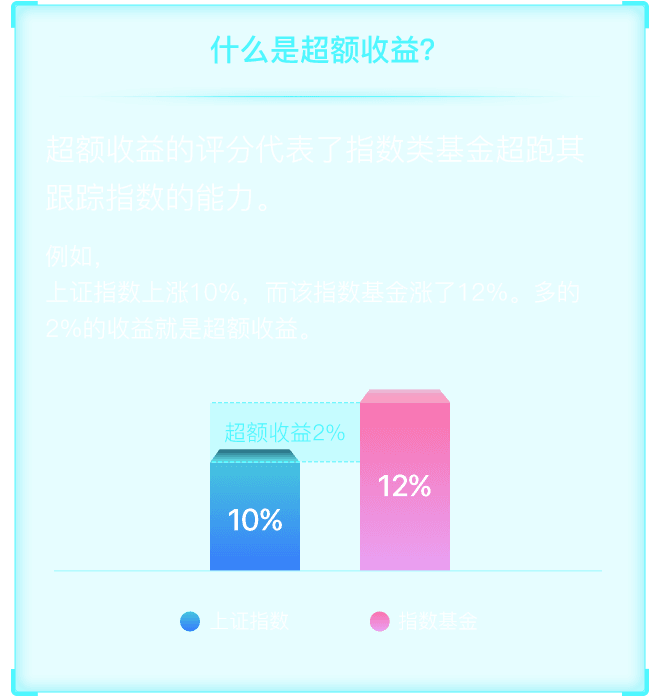 什么是超额收益?
超额收益的评分代表了指数类基金超跑其
跟踪指数的能力。
例如，
上证指数上涨10%，而该指数基金涨了12%。多的
2%的收益就是超额收益。
超额收益2%
12%
10%
上证指数
指数基金